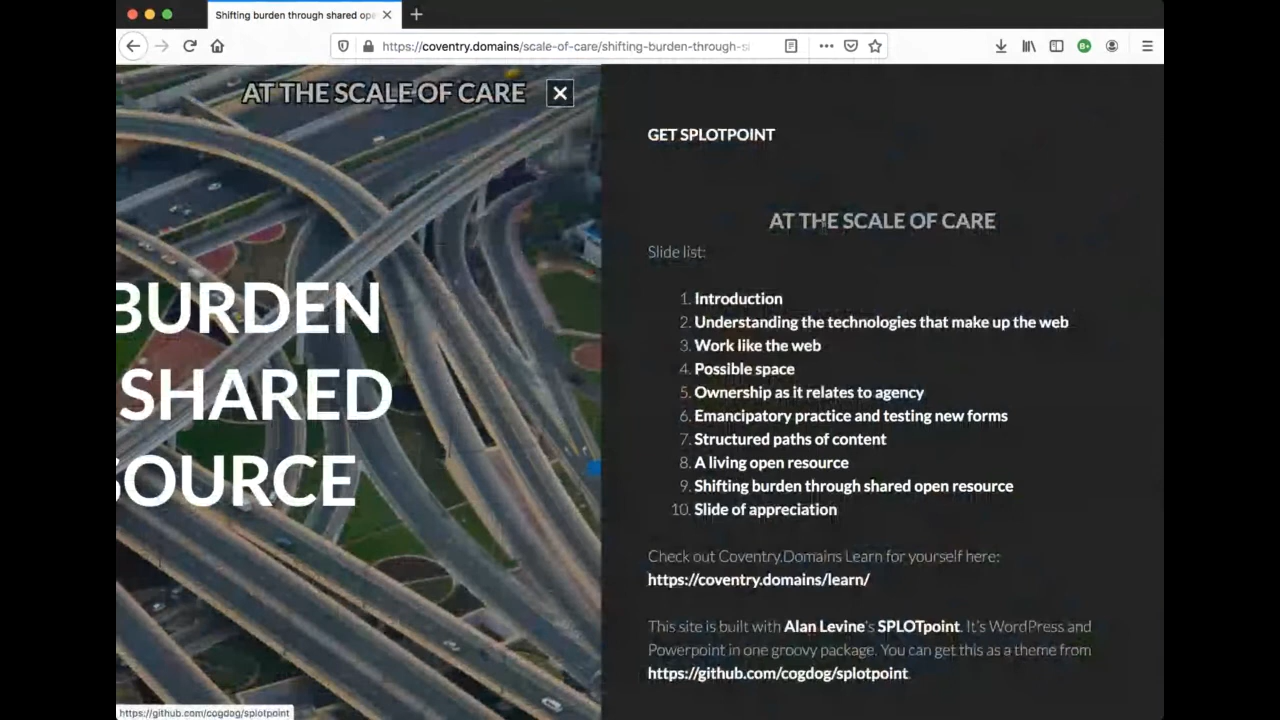 Shifting burden through shared ope
https://coventry.domains/scale-of-care/shifting-burden-through-s
AT THE SCALE OF CARE
BURDEN
SHARED
SOURCE
GET SPLOTPOINT
AT THE SCALE OF CARE
Slide list:
1. Introduction
2. Understanding the technologies that make up the web
3. Work like the web
4. Possible space
5. Ownership as it relates to agency
6. Emancipatory practice and testing new forms
7. Structured paths of content
8. A living open resource
9. Shifting burden through shared open resource
10. Slide of appreciation
Check out Coventry.Domains Learn for yourself here:
https://coventry.domains/learn/
This site is built with Alan Levine's SPLOTpoint. It's WordPress and
Powerpoint in one groovy package. You can get this as a theme from
https://github.com/cogdog/splotpoint
https://github.com/cogdog/splotpoint